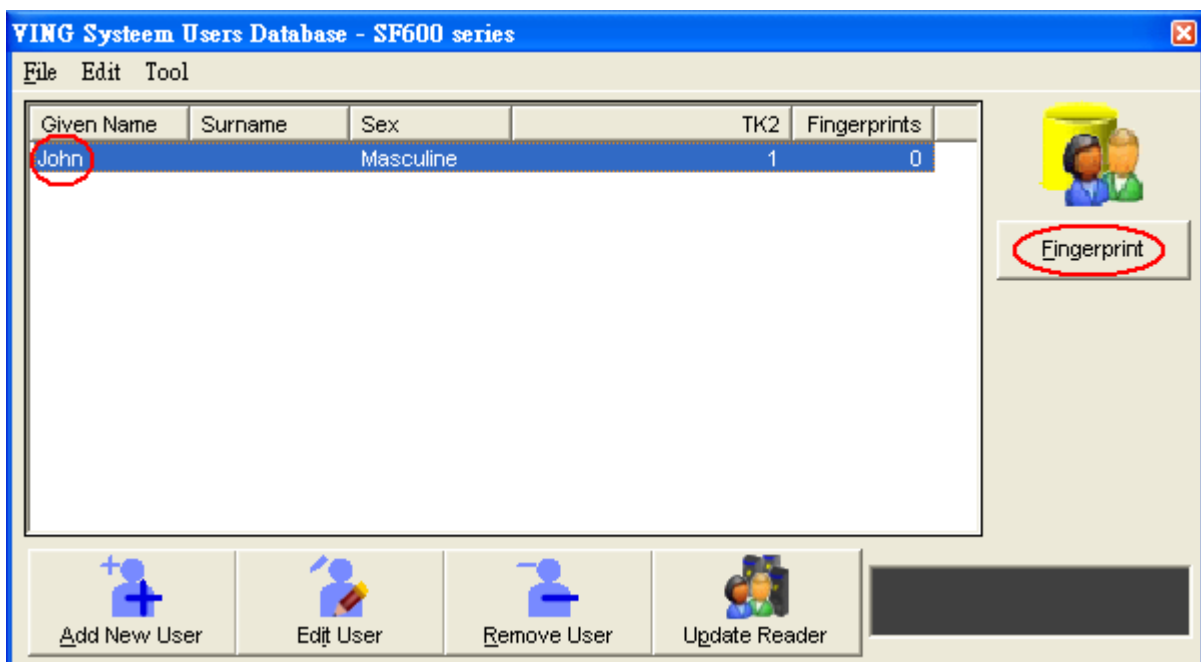 VING Systeem Users Database - SF600 series
File Edit Tool
Given Name Surname Sex TK2 Fingerprints
John Masculine 1 0
Fingerprint
Add New User Edit User Remove User Update Reader